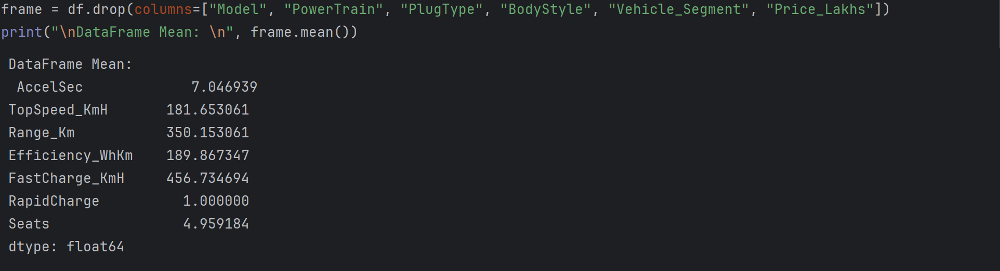 frame = df.drop(columns=["Model", "PowerTrain", "PlugType", "BodyStyle", "Vehicle_Segment", "Price_Lakhs"])
print("\nDataFrame Mean: \n", frame.mean())
DataFrame Mean:
AccelSec 7.046939
TopSpeed_KmH 181.653061
Range_Km 350.153061
Efficiency_WhKm 189.867347
FastCharge_KmH 456.734694
RapidCharge 1.000000
Seats 4.959184
dtype: float64